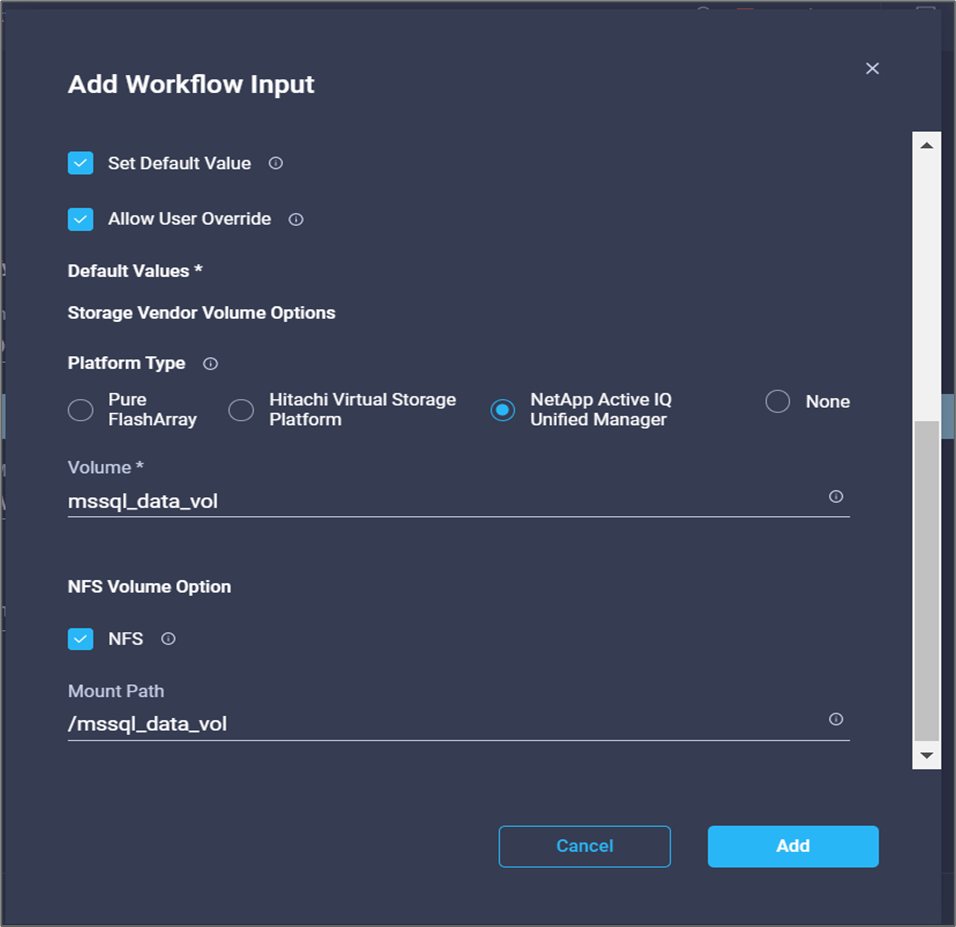 Add Workflow Input
Set Default Value
Allow User Override
Default Values *
Storage Vendor Volume Options
Platform Type
Pure
FlashArray
Hitachi Virtual Storage
Platform
NetApp Active IQ
Unified Manager
None
Volume *
mssql_data_vol
NFS Volume Option
NFS
Mount Path
/mssql_data_vol
Cancel
Add